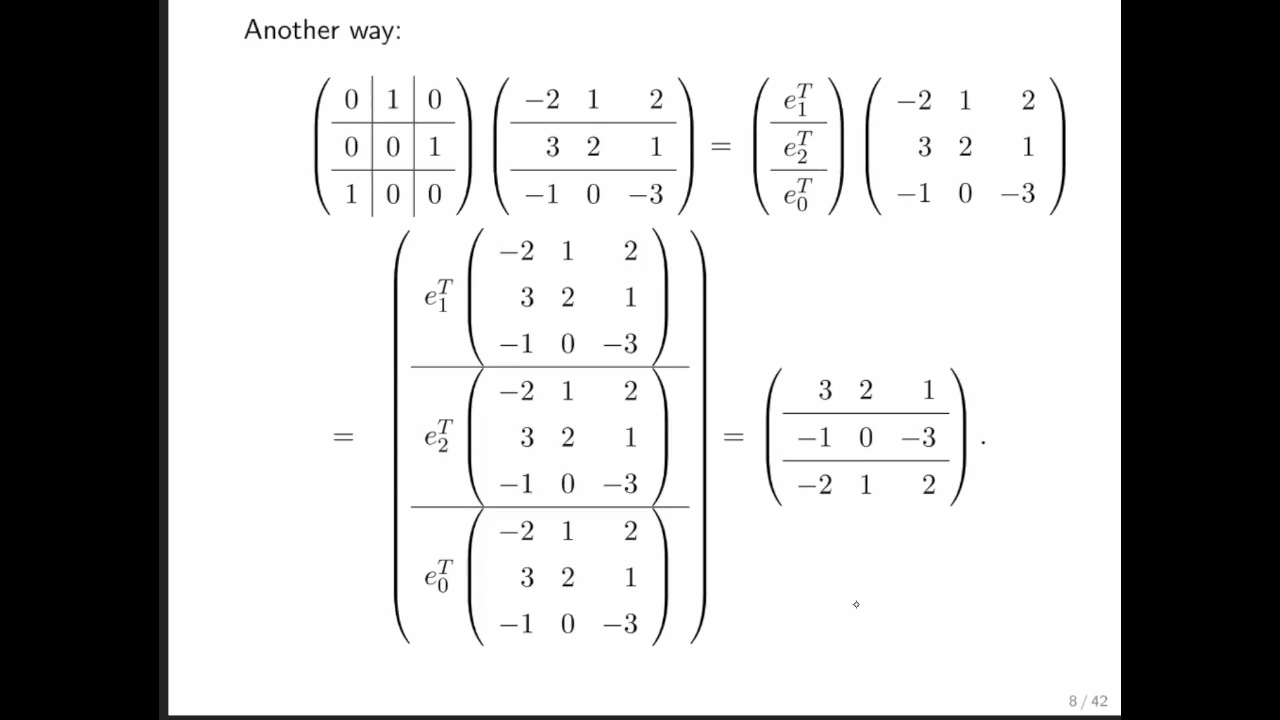 Another way:
0 1 0 −2 1 2 e_1^T −2 1 2
0 0 1 3 2 1 = e_2^T 3 2 1
1 0 0 −1 0 −3 e_0^T −1 0 −3
−2 1 2
e_1^T 3 2 1
−1 0 −3
−2 1 2 3 2 1
= e_2^T 3 2 1 = −1 0 −3 .
−1 0 −3 −2 1 2
−2 1 2
e_0^T 3 2 1
−1 0 −3
8 / 42